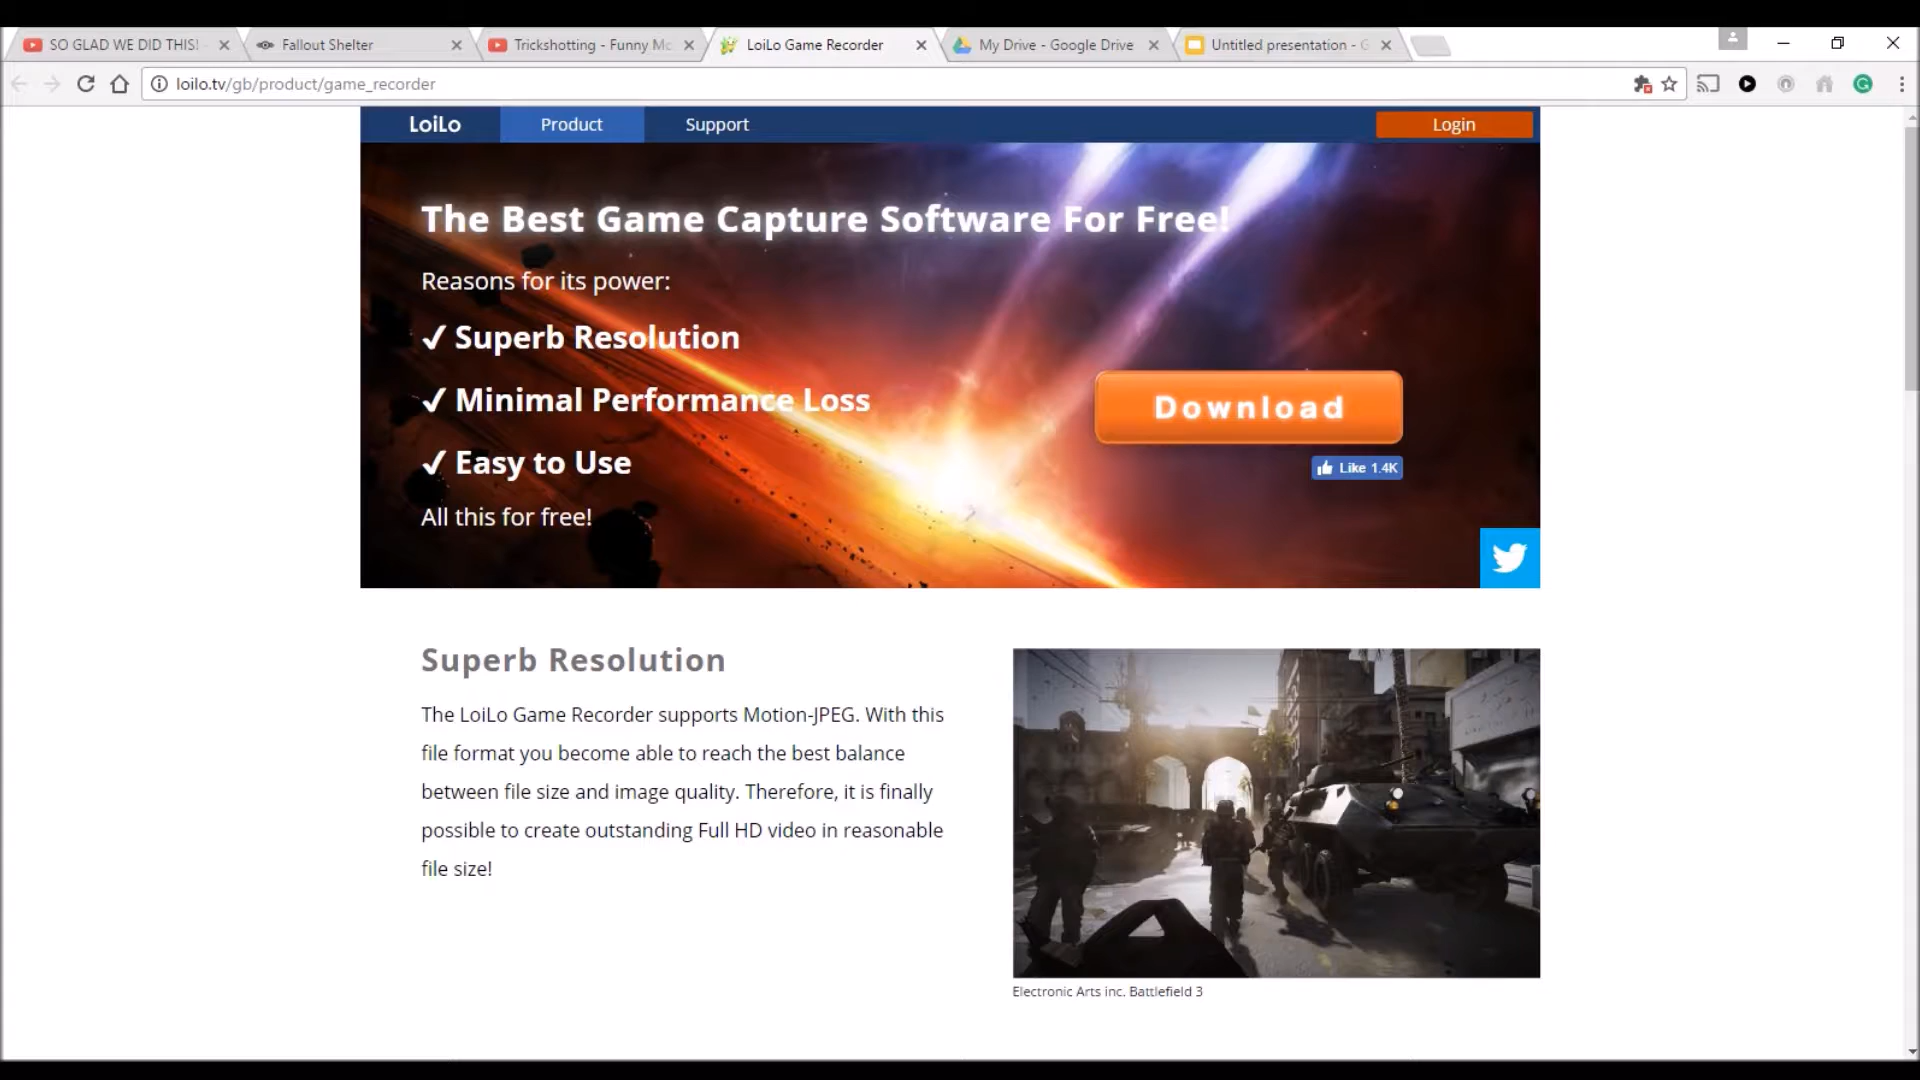 SO GLAD WE DID THIS! -
Fallout Shelter
Trickshotting - Funny Mo
LoiLo Game Recorder
My Drive - Google Drive
Untitled presentation - G
loilo.tv/gb/product/game_recorder
LoiLo
Product
Support
Login
The Best Game Capture Software For Free!
Reasons for its power:
✓ Superb Resolution
✓ Minimal Performance Loss
✓ Easy to Use
All this for free!
Download
Like 1.4K
Superb Resolution
The LoiLo Game Recorder supports Motion-JPEG. With this
file format you become able to reach the best balance
between file size and image quality. Therefore, it is finally
possible to create outstanding Full HD video in reasonable
file size!
Electronic Arts inc. Battlefield 3